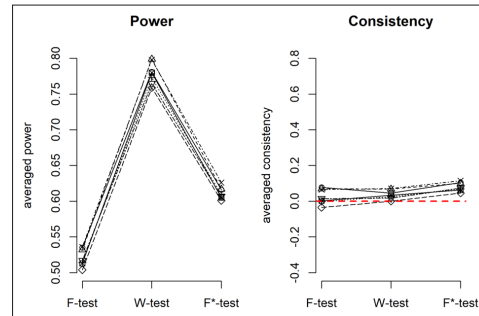 Power
averaged power
0.50 0.55 0.60 0.65 0.70 0.75 0.80
F-test W-test F*-test
Consistency
averaged consistency
-0.4 -0.2 0.0 0.2 0.4 0.6 0.8
F-test W-test F*-test